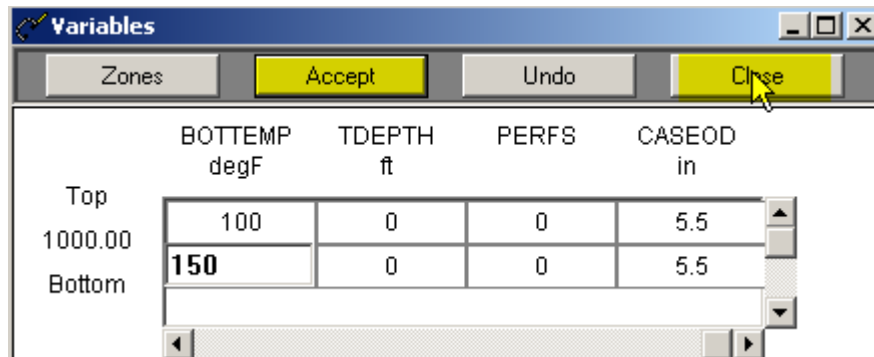 Variables
Zones Accept Undo Close
BOTTEMP TDEPTH PERFS CASEOD
degF ft in
Top
100 0 0 5.5
1000.00
150 0 0 5.5
Bottom